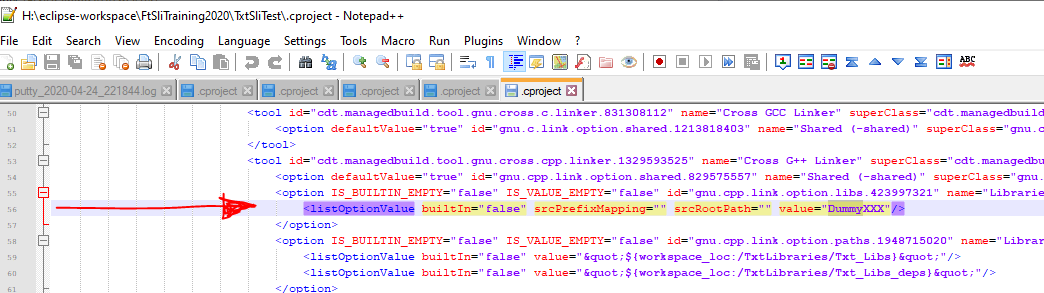 H:\eclipse-workspace\FtSliTraining2020\TxtSliTest\.cproject - Notepad++
File Edit Search View Encoding Language Settings Tools Macro Run Plugins Window ?
putty_2020-04-24_221844.log .cproject .cproject .cproject .cproject .cproject
50 <tool id="cdt.managedbuild.tool.gnu.cross.c.linker.831308112" name="Cross GCC Linker" superClass="cdt.managedb
51 <option defaultValue="true" id="gnu.c.link.option.shared.1213818403" name="Shared (-shared)" superClass="gnu.c
52 </tool>
53 <tool id="cdt.managedbuild.tool.gnu.cross.cpp.linker.1329593525" name="Cross G++ Linker" superClass="cdt.manag
54 <option defaultValue="true" id="gnu.cpp.link.option.shared.829575557" name="Shared (-shared)" superClass="gnu.
55 <option IS_BUILTIN_EMPTY="false" IS_VALUE_EMPTY="false" id="gnu.cpp.link.option.libs.423997321" name="Librarie
56 <listOptionValue builtIn="false" srcPrefixMapping="" srcRootPath="" value="DummyXXX"/>
57 </option>
58 <option IS_BUILTIN_EMPTY="false" IS_VALUE_EMPTY="false" id="gnu.cpp.link.option.paths.1948715020" name="Librar
59 <listOptionValue builtIn="false" value="&quot;${workspace_loc:/TxtLibraries/Txt_Libs}&quot;"/>
60 <listOptionValue builtIn="false" value="&quot;${workspace_loc:/TxtLibraries/Txt_Libs_deps}&quot;"/>
61 </option>